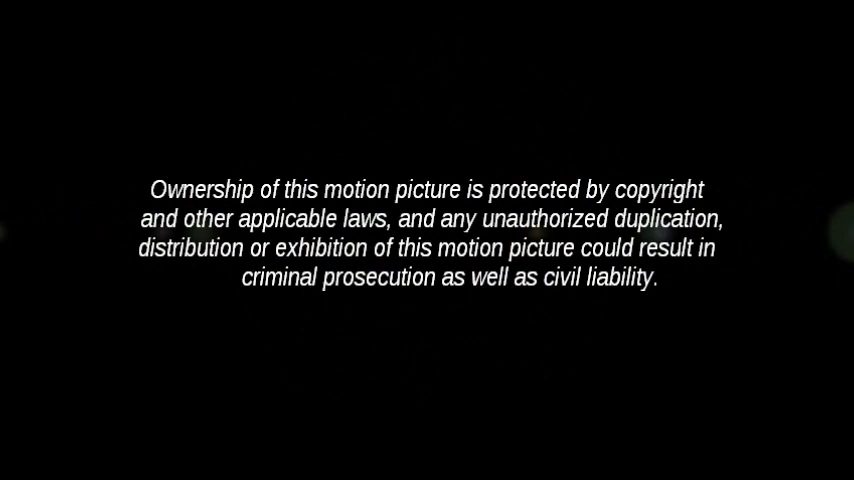 Ownership of this motion picture is protected by copyright
and other applicable laws, and any unauthorized duplication,
distribution or exhibition of this motion picture could result in
criminal prosecution as well as civil liability.